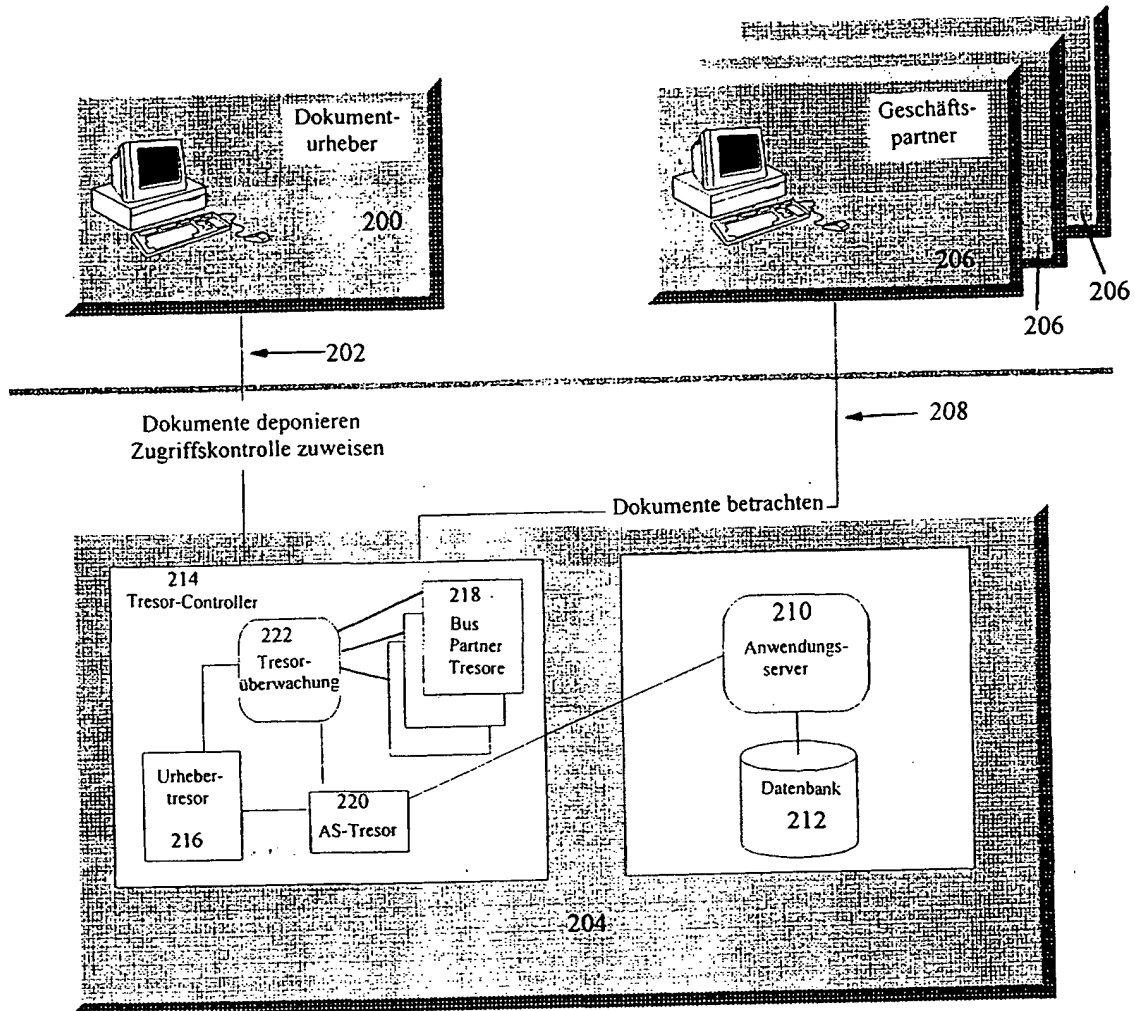 Dokument-
urheber
200
Geschäfts-
partner
206
206
206
202
208
Dokumente deponieren
Zugriffskontrolle zuweisen
Dokumente betrachten
214
Tresor-Controller
222
Tresor-
überwachung
218
Bus
Partner
Tresore
Urheber-
tresor
216
220
AS-Tresor
210
Anwendungs-
server
Datenbank
212
204